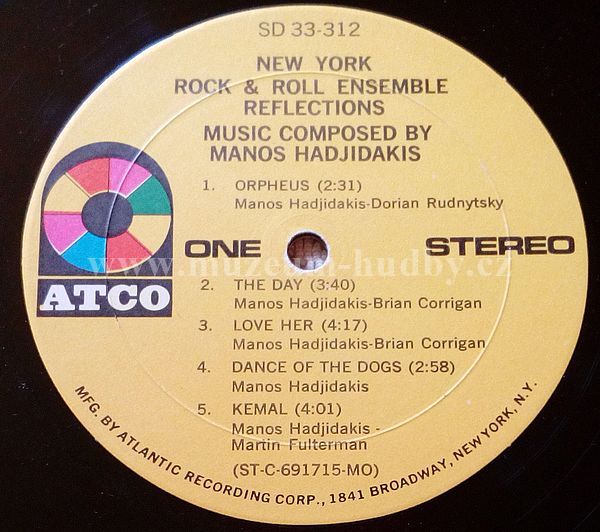 SD 33-312
NEW YORK
ROCK & ROLL ENSEMBLE
REFLECTIONS
MUSIC COMPOSED BY
MANOS HADJIDAKIS
1. ORPHEUS (2:31)
Manos Hadjidakis-Dorian Rudnytsky
ATCO
ONE
STEREO
www.muzeum-hudby.cz
2. THE DAY (3:40)
Manos Hadjidakis-Brian Corrigan
3. LOVE HER (4:17)
Manos Hadjidakis-Brian Corrigan
4. DANCE OF THE DOGS (2:58)
Manos Hadjidakis
5. KEMAL (4:01)
Manos Hadjidakis -
Martin Fulterman
(ST-C-691715-MO)
MFG. BY ATLANTIC RECORDING CORP., 1841 BROADWAY, NEW YORK, N.Y.